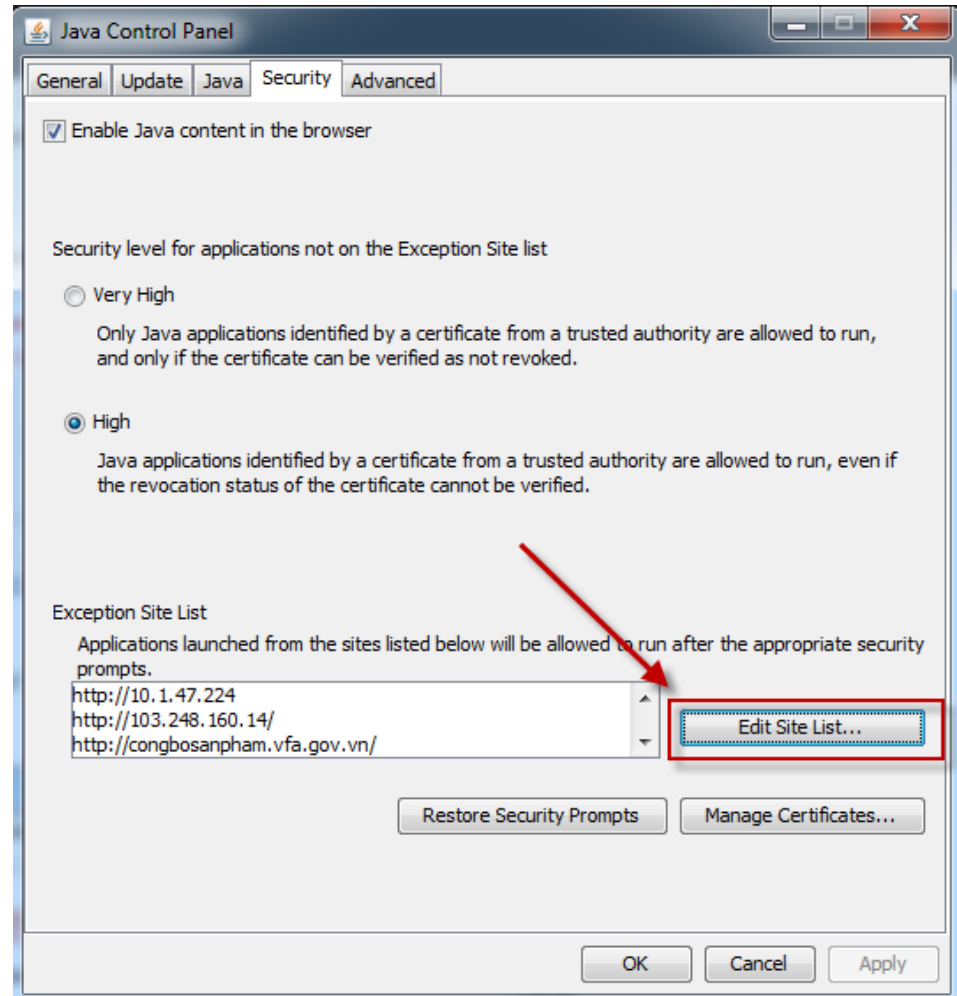 Java Control Panel
General Update Java Security Advanced
Enable Java content in the browser
Security level for applications not on the Exception Site list
Very High
Only Java applications identified by a certificate from a trusted authority are allowed to run,
and only if the certificate can be verified as not revoked.
High
Java applications identified by a certificate from a trusted authority are allowed to run, even if
the revocation status of the certificate cannot be verified.
Exception Site List
Applications launched from the sites listed below will be allowed to run after the appropriate security
prompts.
http://10.1.47.224
http://103.248.160.14/
http://congbosanpham.vfa.gov.vn/
Edit Site List...
Restore Security Prompts Manage Certificates...
OK Cancel Apply